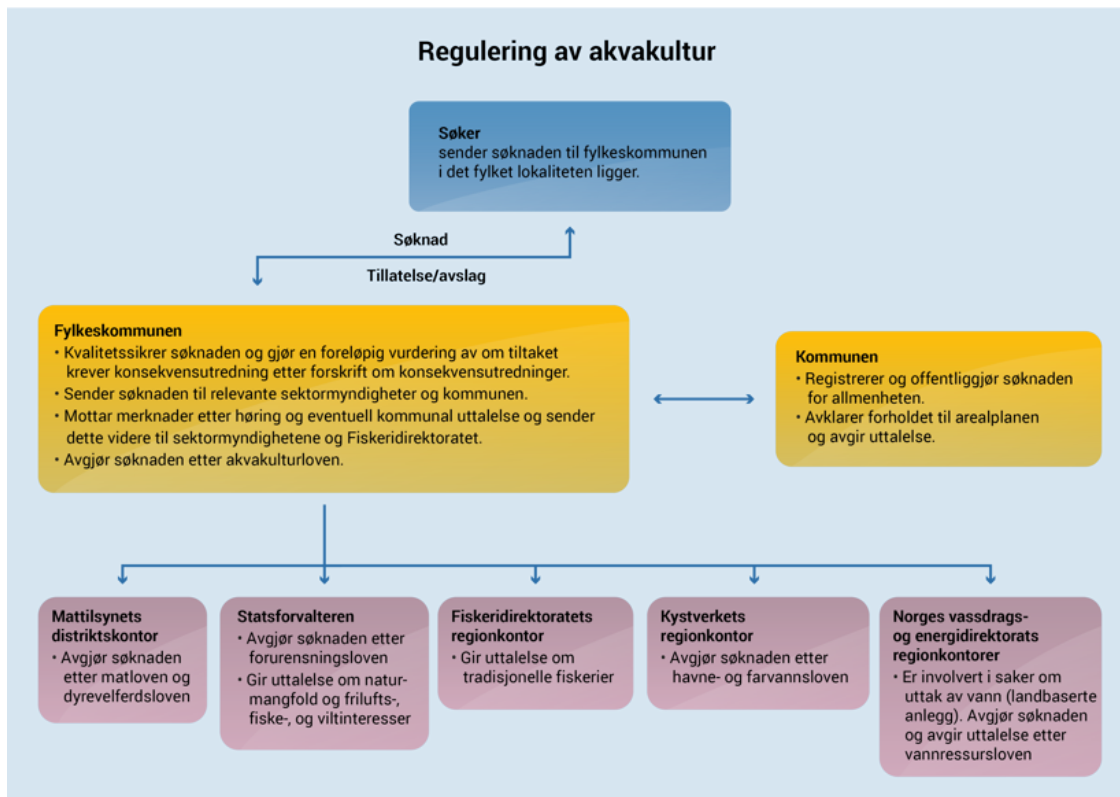 Regulering av akvakultur
Søker
sender søknaden til fylkeskommunen
i det fylket lokaliteten ligger.
Søknad
Tillatelse/avslag
Fylkeskommunen
• Kvalitetssikrer søknaden og gjør en foreløpig vurdering av om tiltaket
krever konsekvensutredning etter forskrift om konsekvensutredninger.
• Sender søknaden til relevante sektormyndigheter og kommunen.
• Mottar merknader etter høring og eventuell kommunal uttalelse og sender
dette videre til sektormyndighetene og Fiskeridirektoratet.
• Avgjør søknaden etter akvakulturloven.
Kommunen
• Registrerer og offentliggjør søknaden
for allmenheten.
• Avklarer forholdet til arealplanen
og avgir uttalelse.
Mattilsynets
distriktskontor
• Avgjør søknaden
etter matloven og
dyrevelferdsloven
Statsforvalteren
• Avgjør søknaden etter
forurensningsloven
• Gir uttalelse om natur-
mangfold og frilufts-,
fiske-, og viltinteresser
Fiskeridirektoratets
regionkontor
• Gir uttalelse om
tradisjonelle fiskerier
Kystverkets
regionkontor
• Avgjør søknaden etter
havne- og farvannsloven
Norges vassdrags-
og energidirektorats
regionkontorer
• Er involvert i saker om
uttak av vann (landbaserte
anlegg). Avgjør søknaden
og avgir uttalelse etter
vannressursloven